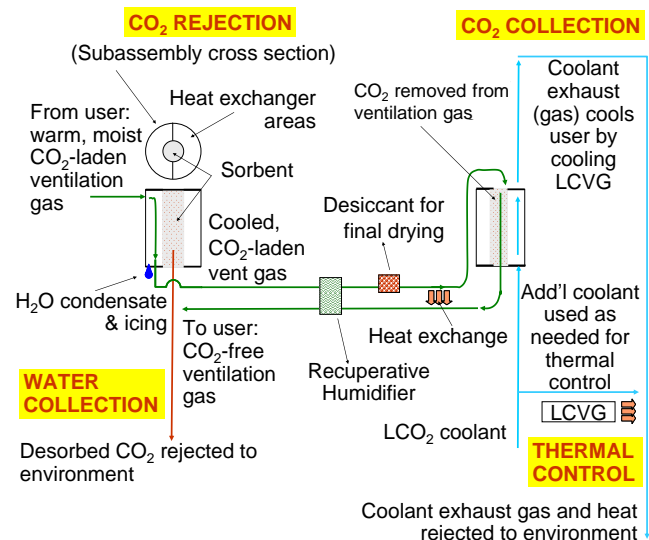 CO₂ REJECTION
(Subassembly cross section)
From user:
warm, moist
CO₂-laden
ventilation
gas
Heat exchanger
areas
Sorbent
Cooled,
CO₂-laden
vent gas
H₂O condensate
& icing
To user:
CO₂-free
ventilation
gas
WATER
COLLECTION
Desorbed CO₂ rejected to
environment
Desiccant for
final drying
Heat exchange
Recuperative
Humidifier
CO₂ COLLECTION
CO₂ removed from
ventilation gas
Coolant
exhaust
(gas) cools
user by
cooling
LCVG
Add'l coolant
used as
needed for
thermal
control
LCVG
LCO₂ coolant
THERMAL
CONTROL
Coolant exhaust gas and heat
rejected to environment